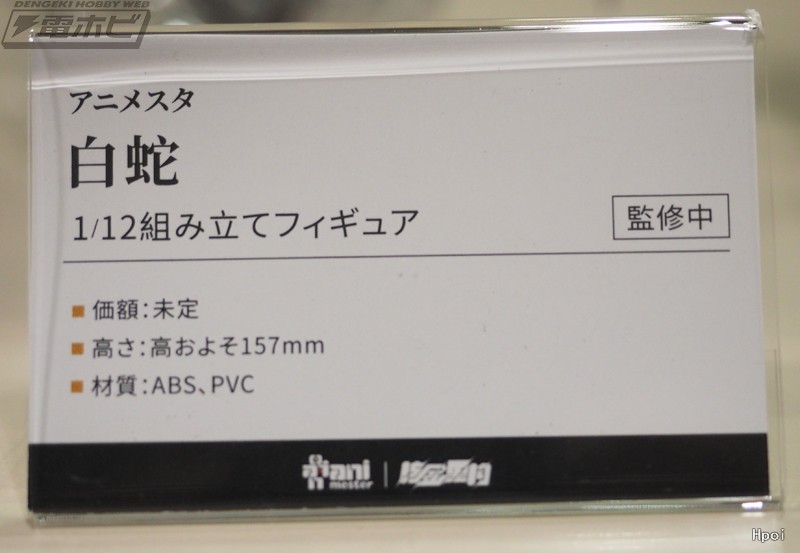 DENGEKI HOBBY WEB
電ホビ
アニメスタ
白蛇
1/12組み立てフィギュア
監修中
価額：未定
高さ：高およそ157mm
材質：ABS、PVC
ani
mester
Hpoi